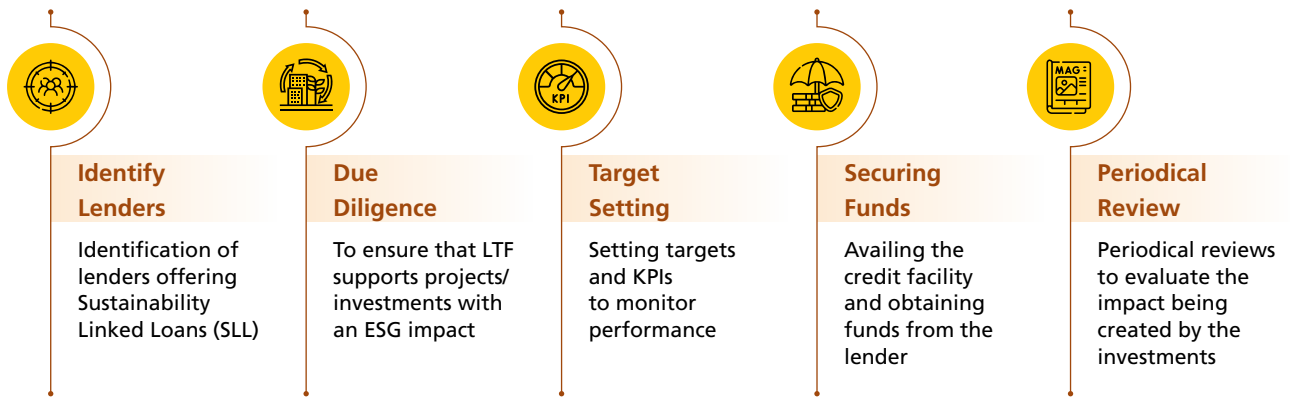 Identify
Lenders
Identification of
lenders offering
Sustainability
Linked Loans (SLL)
Due
Diligence
To ensure that LTF
supports projects/
investments with
an ESG impact
KPI
Target
Setting
Setting targets
and KPIs
to monitor
performance
Securing
Funds
Availing the
credit facility
and obtaining
funds from the
lender
MAG
Periodical
Review
Periodical reviews
to evaluate the
impact being
created by the
investments